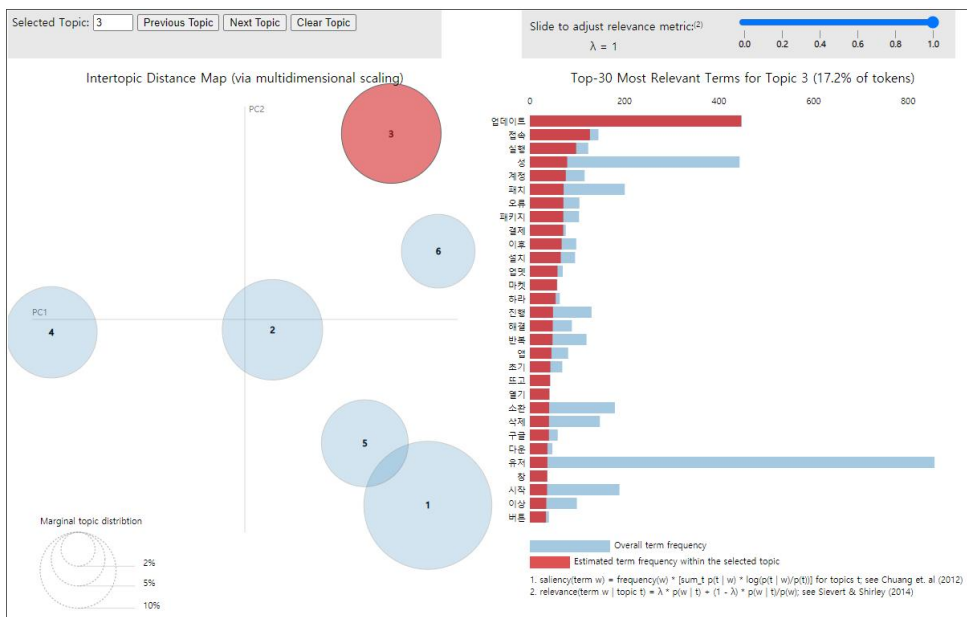 Selected Topic: 3 Previous Topic Next Topic Clear Topic
Slide to adjust relevance metric:(2)
λ = 1
0.0 0.2 0.4 0.6 0.8 1.0
Intertopic Distance Map (via multidimensional scaling)
PC2
PC1
3
6
4
2
5
1
Marginal topic distribtion
2%
5%
10%
Top-30 Most Relevant Terms for Topic 3 (17.2% of tokens)
0 200 400 600 800
업데이트
접속
실행
성
계정
패치
오류
패키지
결제
이후
설치
업뎃
마켓
하라
진행
해결
반복
앱
초기
뜨고
열기
소환
삭제
구글
다운
유저
창
시작
이상
버튼
Overall term frequency
Estimated term frequency within the selected topic
1. saliency(term w) = frequency(w) * [sum_t p(t | w) * log(p(t | w)/p(t))] for topics t; see Chuang et. al (2012)
2. relevance(term w | topic t) = λ * p(w | t) + (1 - λ) * p(w | t)/p(w); see Sievert & Shirley (2014)